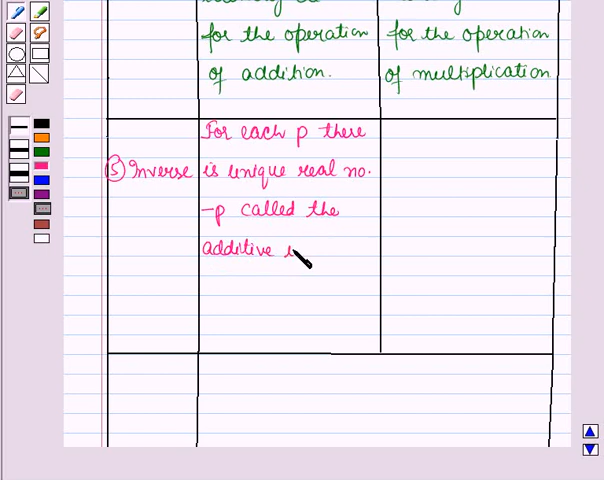 for the operation for the operation
of addition. of multiplication
For each p there
(5) Inverse is unique real no.
-p called the
additive i